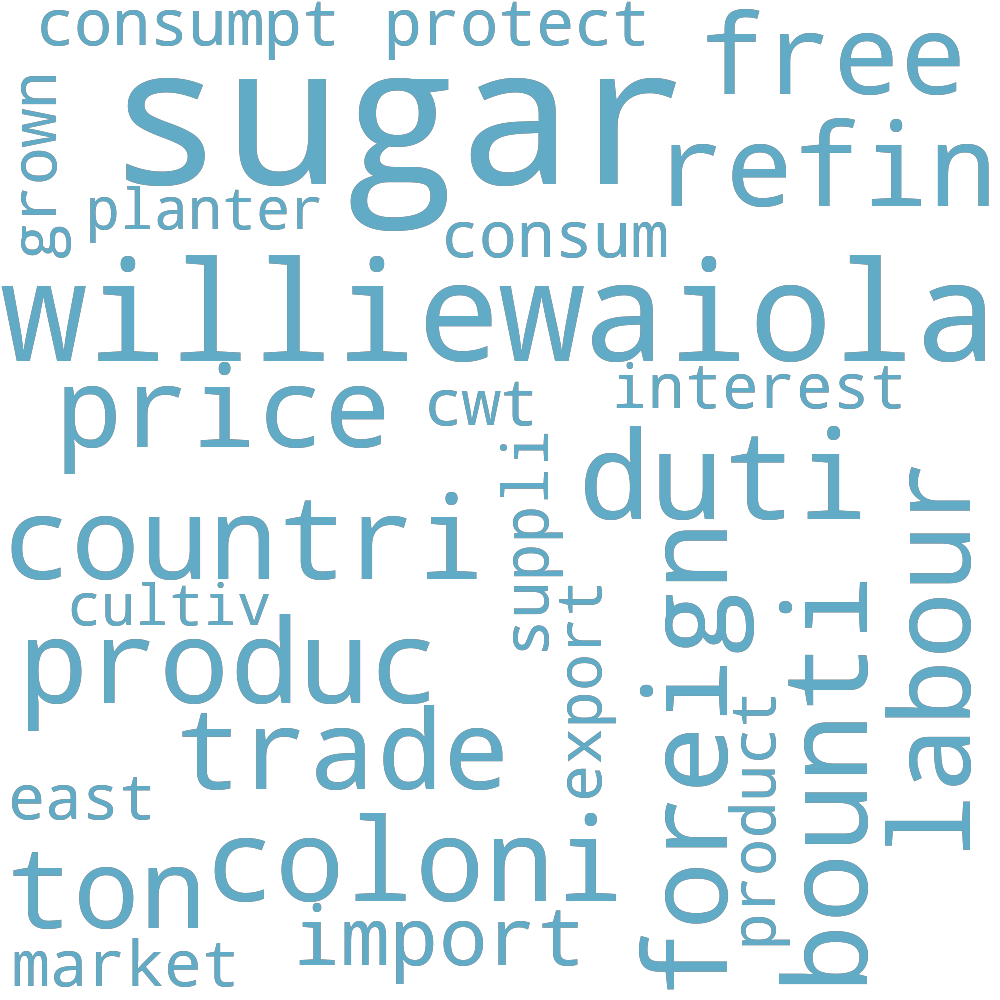 consumpt protect free
sugar
grown
refin
planter
consum
williewaiola
price cwt interest
suppli
duti
labour
countri
foreign
cultiv
export
bounti
produc
product
trade
east
coloni
ton
import
market